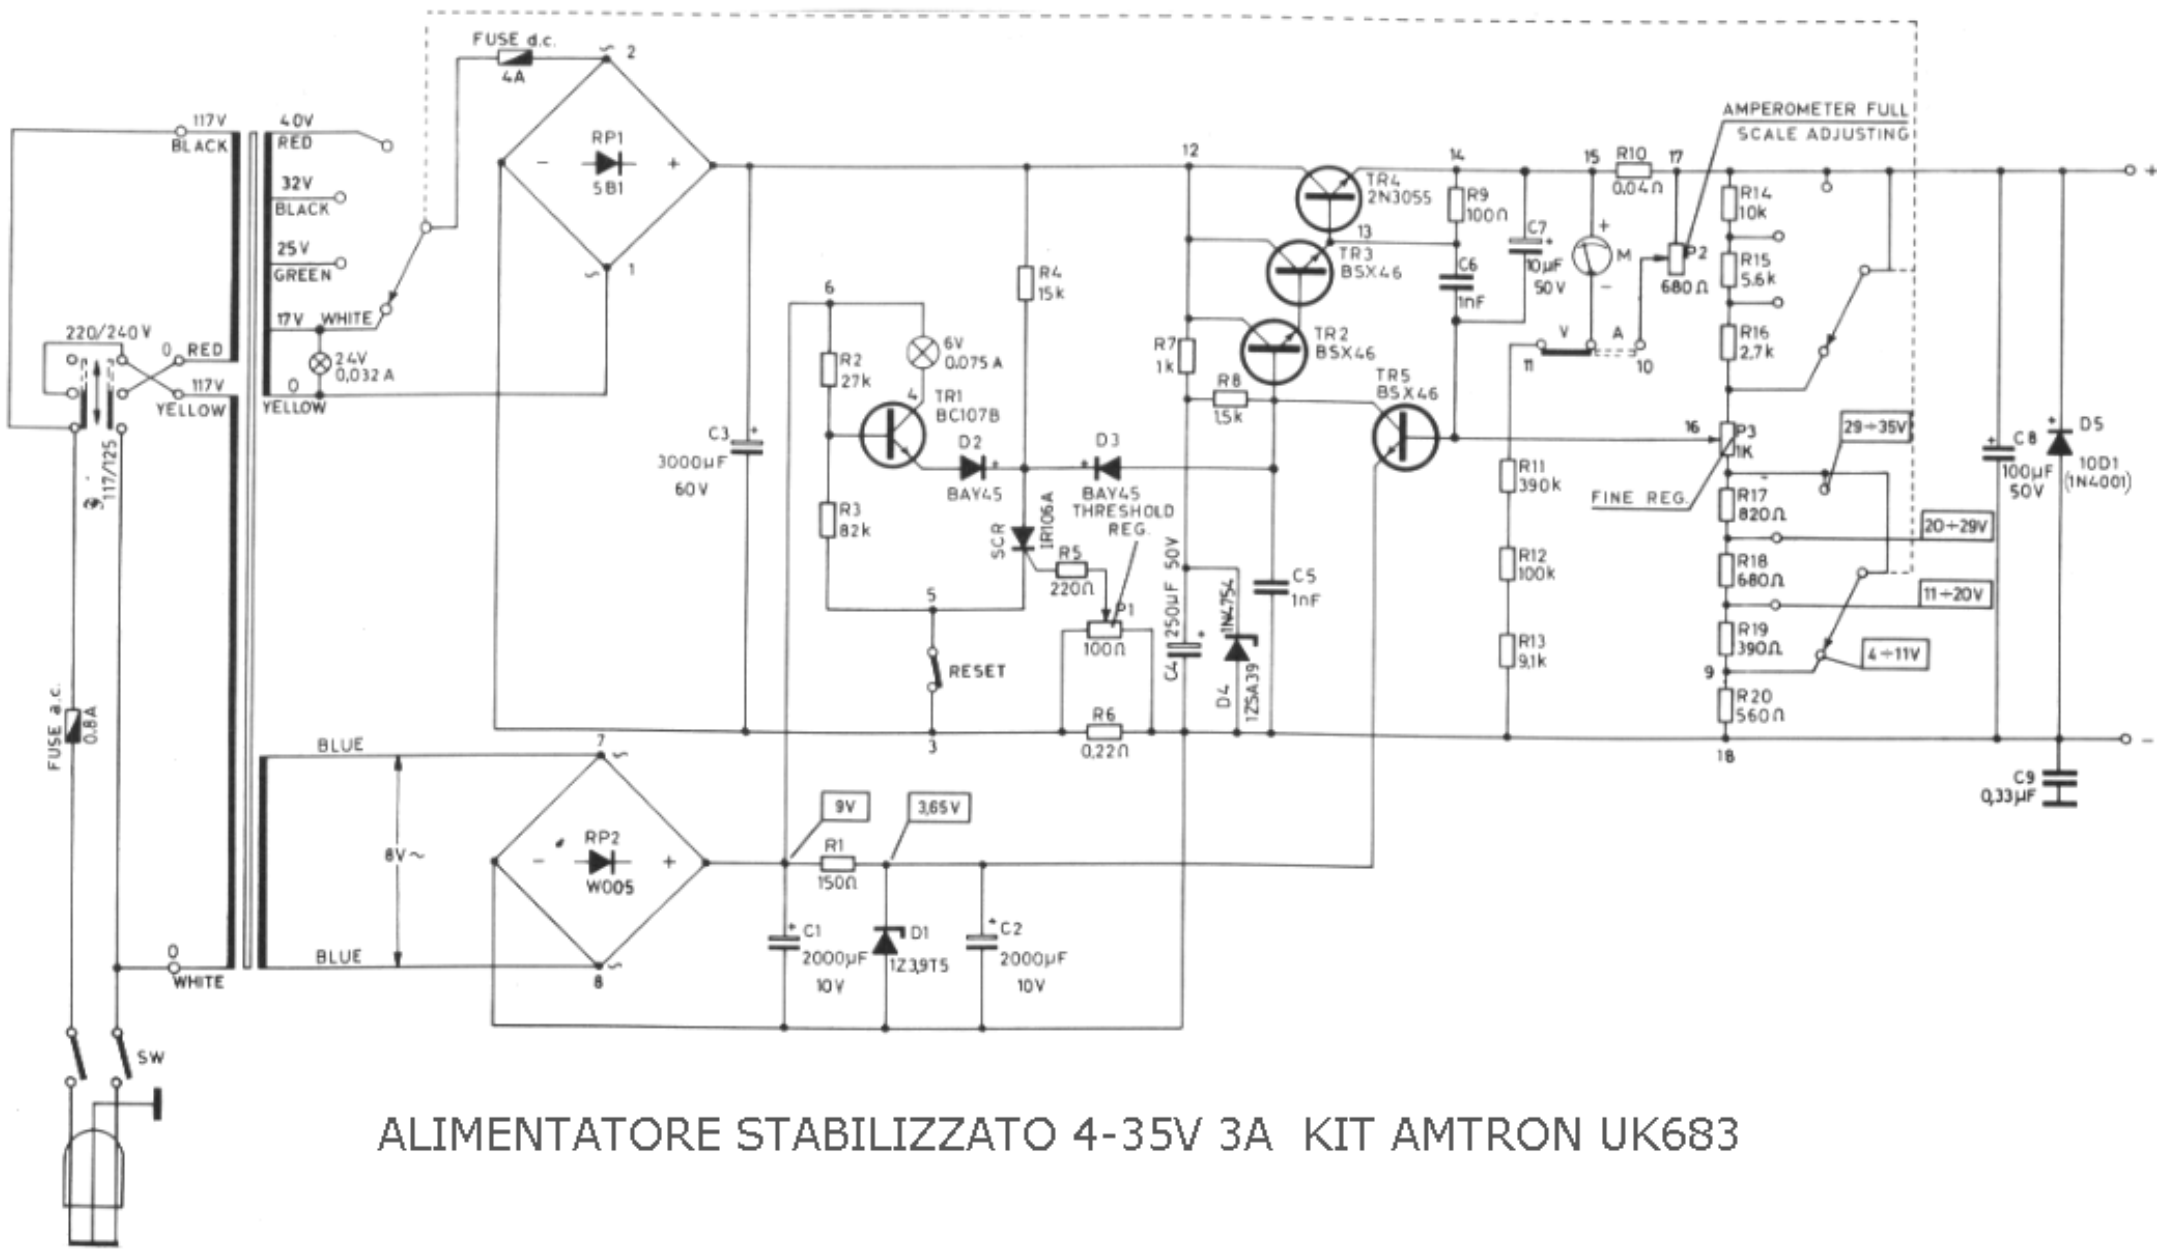 FUSE d.c.
4A
~
2
RP1
SB1
-
+
~
1
117V
BLACK
40V
RED
32V
BLACK
25V
GREEN
17V
WHITE
24V
0,032 A
0
YELLOW
220/240V
0
RED
117V
YELLOW
117/125
FUSE a.c.
0.8A
0
WHITE
SW
BLUE
8V~
BLUE
7
~
RP2
W005
-
+
8
~
C3
3000µF
60V
+
6
R2
27k
R3
82k
6V
0.075 A
4
TR1
BC107B
D2
+
BAY45
D3
+
BAY45
THRESHOLD
REG.
R4
15k
SCR
IR106A
R5
220Ω
P1
100Ω
5
RESET
3
R6
0,22Ω
9V
R1
150Ω
3,65V
+
C1
2000µF
10V
D1
1Z3,9T5
+
C2
2000µF
10V
12
TR4
2N3055
13
TR3
BSX46
TR2
BSX46
R7
1k
R8
1,5k
TR5
BSX46
C4
250µF 50V
+
D4
1N4754
1ZSA39
C5
1nF
14
R9
100Ω
C6
1nF
C7
+
10µF
50V
15
R10
0,04Ω
17
+
M
-
P2
680Ω
V
A
11
10
AMPEROMETER FULL
SCALE ADJUSTING
R14
10k
R15
5.6k
R16
2,7k
16
P3
1K
FINE REG.
R11
390k
R12
100k
R13
9,1k
R17
820Ω
R18
680Ω
R19
390Ω
9
R20
560Ω
18
29÷35V
20÷29V
11÷20V
4÷11V
+
C8
100µF
50V
+
D5
10D1
(1N4001)
C9
0,33µF
+
-
ALIMENTATORE STABILIZZATO 4-35V 3A KIT AMTRON UK683